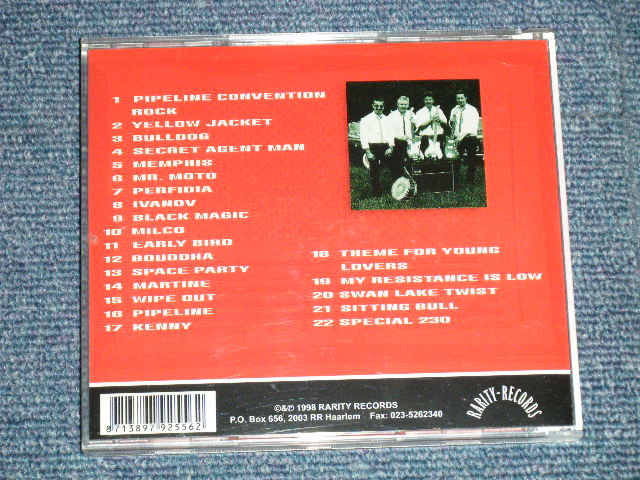 1 PIPELINE CONVENTION
ROCK
2 YELLOW JACKET
3 BULLDOG
4 SECRET AGENT MAN
5 MEMPHIS
6 MR. MOTO
7 PERFIDIA
8 IVANOV
9 BLACK MAGIC
10 MILCO
11 EARLY BIRD
12 BOUDDHA
13 SPACE PARTY
14 MARTINE
15 WIPE OUT
16 PIPELINE
17 KENNY
18 THEME FOR YOUNG
LOVERS
19 MY RESISTANCE IS LOW
20 SWAN LAKE TWIST
21 SITTING BULL
22 SPECIAL 230
8 713897 925562
©&℗ 1998 RARITY RECORDS
P.O. Box 656, 2003 RR Haarlem Fax: 023-5262340
RARITY-RECORDS